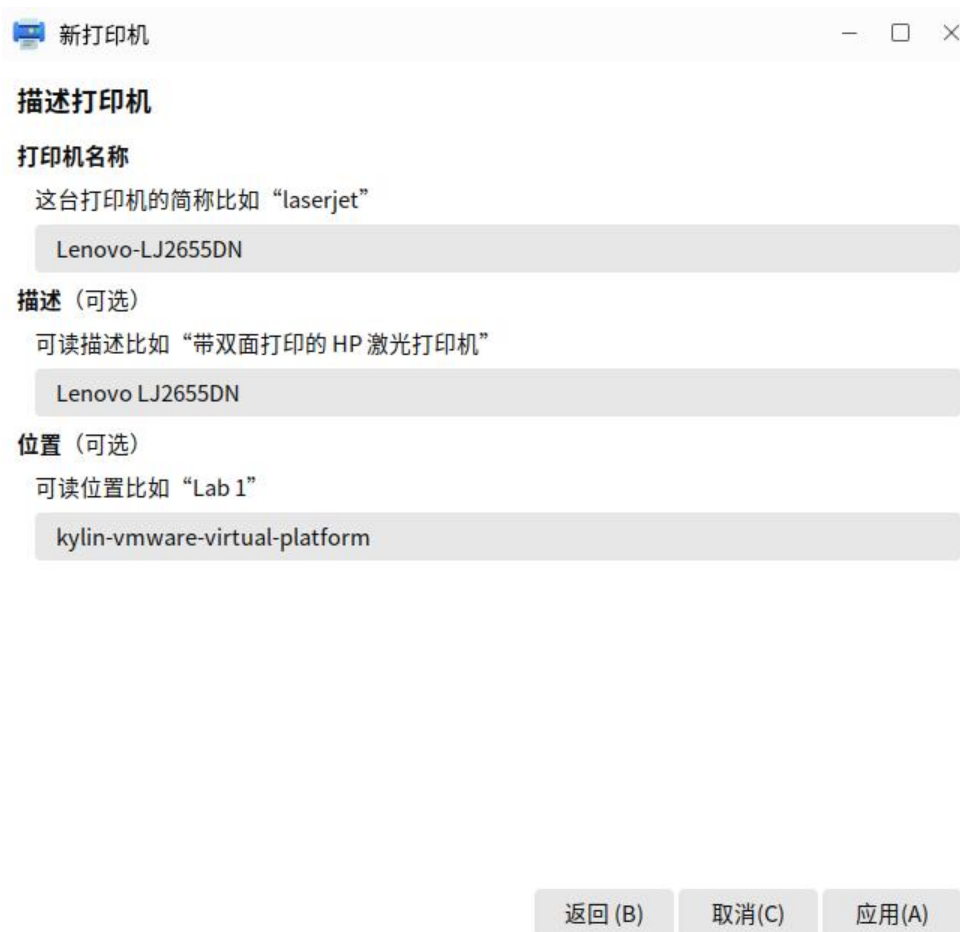 新打印机
描述打印机
打印机名称
这台打印机的简称比如“laserjet”
Lenovo-LJ2655DN
描述（可选）
可读描述比如“带双面打印的 HP 激光打印机”
Lenovo LJ2655DN
位置（可选）
可读位置比如“Lab 1”
kylin-vmware-virtual-platform
返回 (B) 取消(C) 应用(A)